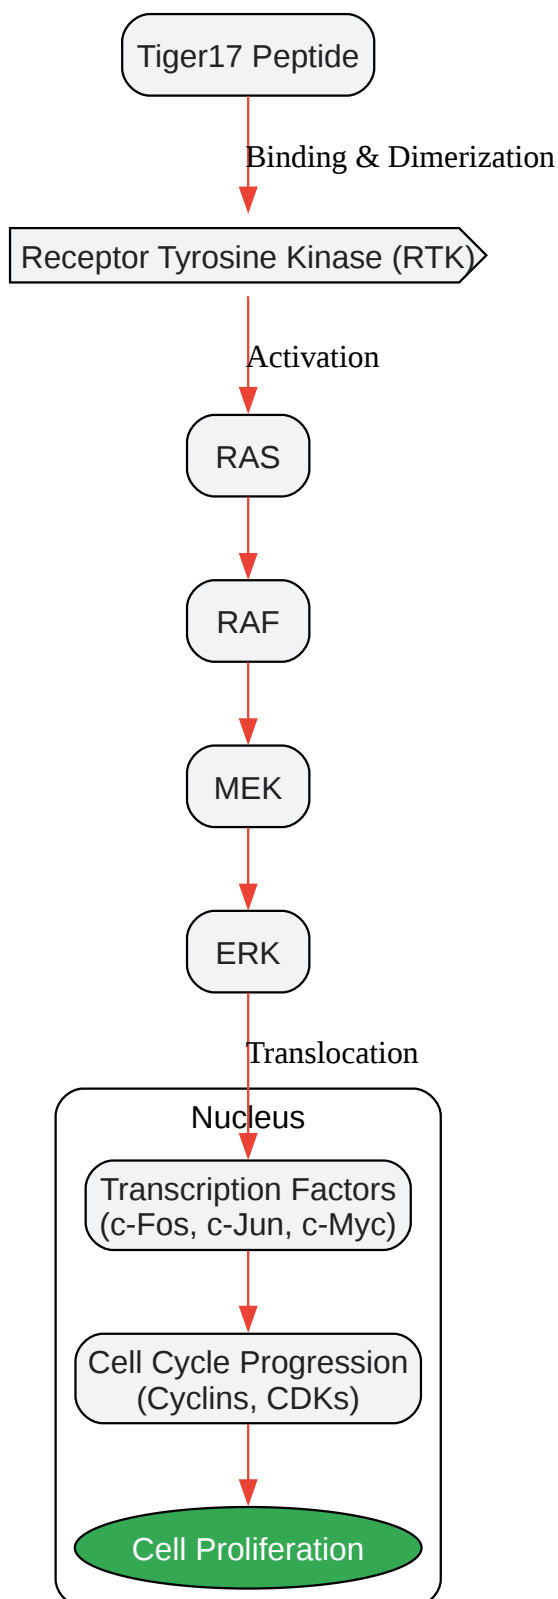 Tiger17 Peptide
Binding & Dimerization
Receptor Tyrosine Kinase (RTK)
Activation
RAS
RAF
MEK
ERK
Translocation
Nucleus
Transcription Factors
(c-Fos, c-Jun, c-Myc)
Cell Cycle Progression
(Cyclins, CDKs)
Cell Proliferation